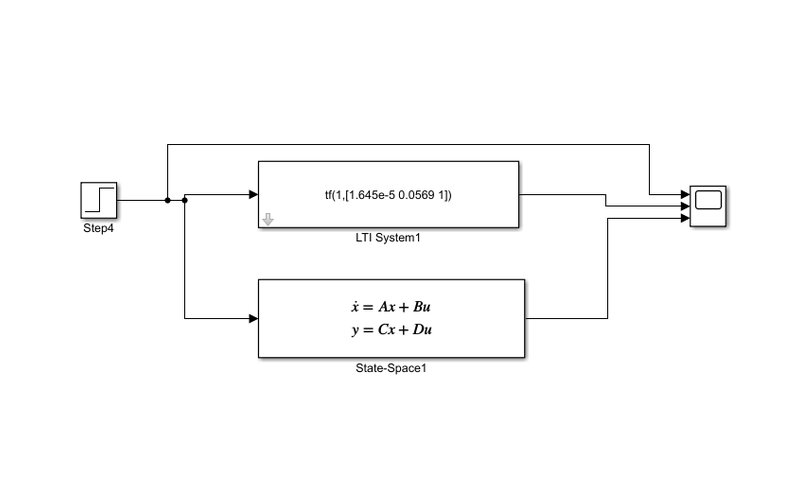 Step4
tf(1,[1.645e-5 0.0569 1])
LTI System1
ẋ = Ax + Bu
y = Cx + Du
State-Space1